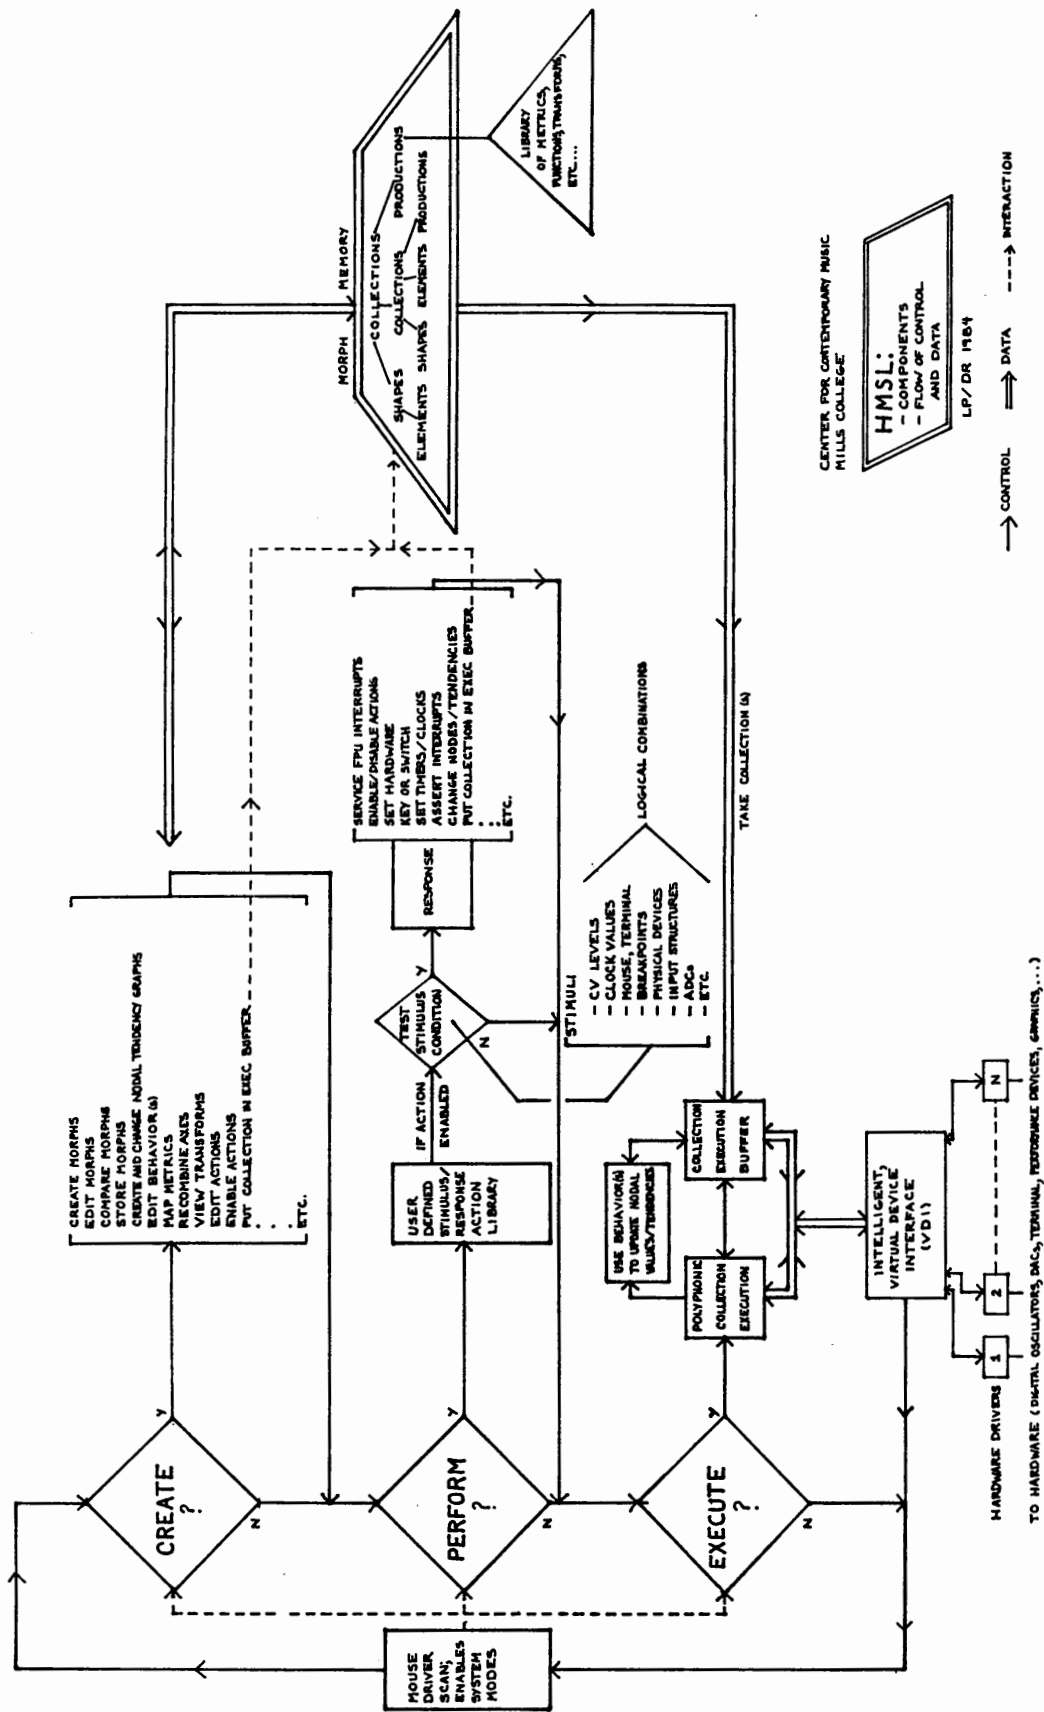 MOUSE
DRIVER
SCAN;
ENABLES
SYSTEM
MODES
CREATE
?
Y
N
CREATE MORPHS
EDIT MORPHS
COMPARE MORPHS
STORE MORPHS
CREATE AND CHANGE NODAL TENDENCY GRAPHS
EDIT BEHAVIOR(S)
MAP METRICS
RECOMBINE AXES
VIEW TRANSFORMS
EDIT ACTIONS
ENABLE ACTIONS
PUT COLLECTION IN EXEC BUFFER
.
.
.
ETC.
PERFORM
?
Y
N
USER
DEFINED
STIMULUS/
RESPONSE
ACTION
LIBRARY
IF ACTION
ENABLED
TEST
STIMULUS
CONDITION
Y
N
RESPONSE
SERVICE FPU INTERRUPTS
ENABLE/DISABLE ACTIONS
SET HARDWARE
KEY OR SWITCH
SET TIMERS/CLOCKS
ASSERT INTERRUPTS
CHANGE NODES/TENDENCIES
PUT COLLECTION IN EXEC BUFFER
.
.
.
ETC.
STIMULI
- CV LEVELS
- CLOCK VALUES
- MOUSE, TERMINAL
- BREAKPOINTS
- PHYSICAL DEVICES
- INPUT STRUCTURES
- ADCs
- ETC.
LOGICAL COMBINATIONS
EXECUTE
?
Y
N
USE BEHAVIOR(S)
TO UPDATE NODAL
VALUES/TENDENCIES
POLYPHONIC
COLLECTION
EXECUTION
COLLECTION
EXECUTION
BUFFER
TAKE COLLECTION(S)
MORPH MEMORY
COLLECTIONS
SHAPES COLLECTIONS PRODUCTIONS
ELEMENTS SHAPES ELEMENTS PRODUCTIONS
LIBRARY
OF METRICS,
FUNCTIONS, TRANSFORMS,
ETC...
INTELLIGENT,
VIRTUAL DEVICE
INTERFACE
(VDI)
HARDWARE DRIVERS
1
2
N
TO HARDWARE (DIGITAL OSCILLATORS, DACs, TERMINAL, PERFORMANCE DEVICES, GRAPHICS,...)
CENTER FOR CONTEMPORARY MUSIC
MILLS COLLEGE
HMSL:
- COMPONENTS
- FLOW OF CONTROL
AND DATA
LP/DR 1984
CONTROL
DATA
INTERACTION